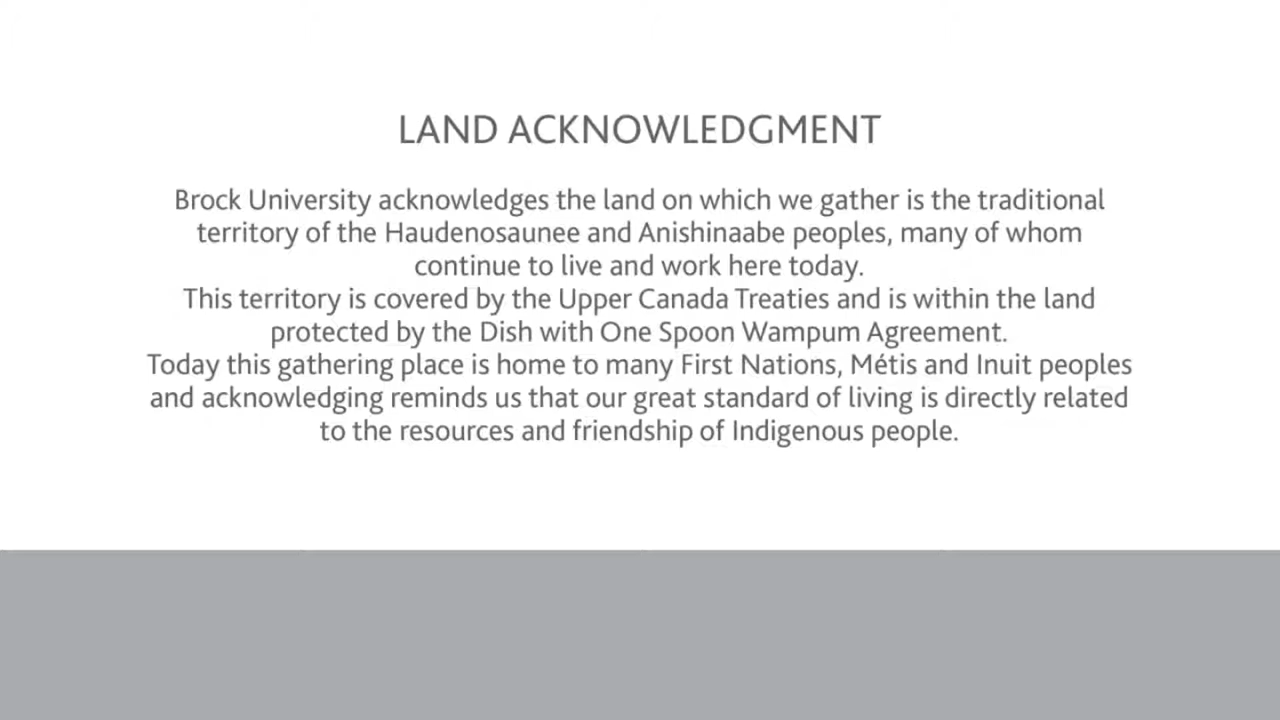 LAND ACKNOWLEDGMENT
Brock University acknowledges the land on which we gather is the traditional
territory of the Haudenosaunee and Anishinaabe peoples, many of whom
continue to live and work here today.
This territory is covered by the Upper Canada Treaties and is within the land
protected by the Dish with One Spoon Wampum Agreement.
Today this gathering place is home to many First Nations, Métis and Inuit peoples
and acknowledging reminds us that our great standard of living is directly related
to the resources and friendship of Indigenous people.